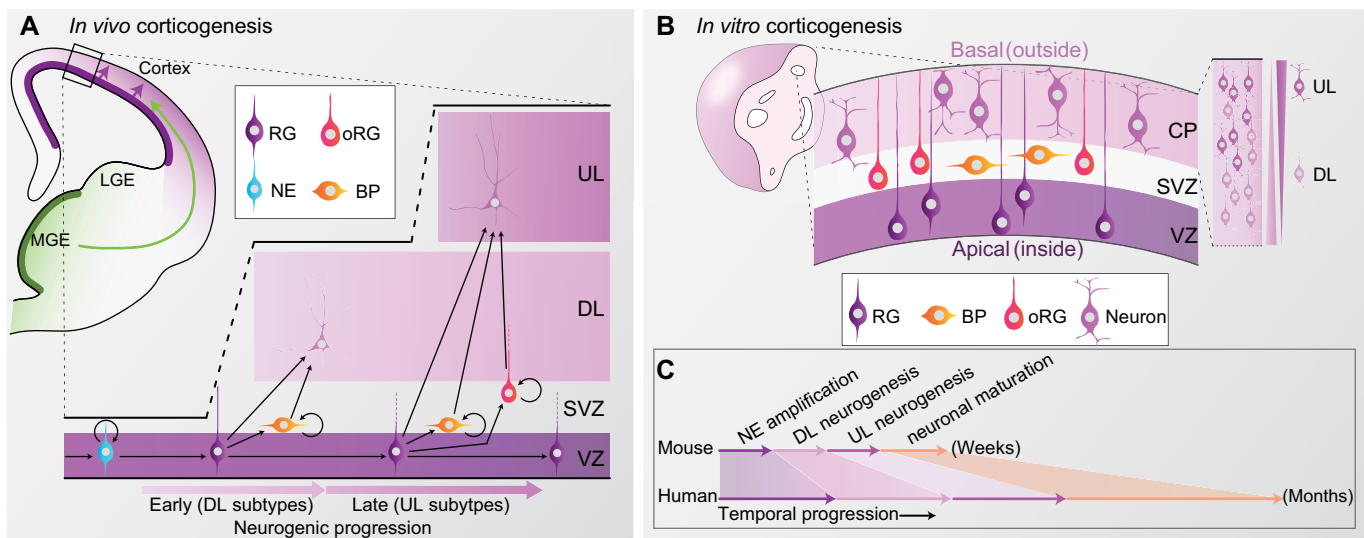 A In vivo corticogenesis
Cortex
LGE
MGE
RG
oRG
NE
BP
UL
DL
SVZ
VZ
Early (DL subtypes)
Late (UL subytpes)
Neurogenic progression
B In vitro corticogenesis
Basal (outside)
CP
SVZ
VZ
Apical (inside)
UL
DL
RG
BP
oRG
Neuron
C
NE amplification
DL neurogenesis
UL neurogenesis
neuronal maturation
Mouse
(Weeks)
Human
(Months)
Temporal progression